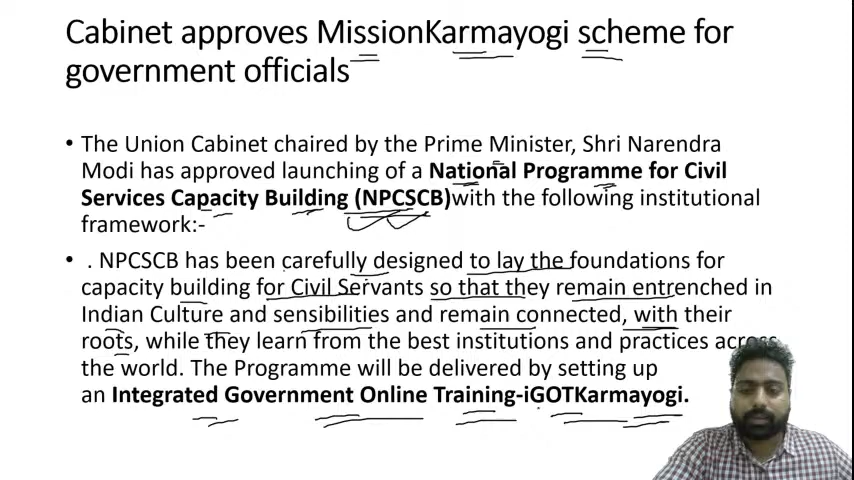 Cabinet approves MissionKarmayogi scheme for
government officials
• The Union Cabinet chaired by the Prime Minister, Shri Narendra
Modi has approved launching of a National Programme for Civil
Services Capacity Building (NPCSCB)with the following institutional
framework:-
• . NPCSCB has been carefully designed to lay the foundations for
capacity building for Civil Servants so that they remain entrenched in
Indian Culture and sensibilities and remain connected, with their
roots, while they learn from the best institutions and practices across
the world. The Programme will be delivered by setting up
an Integrated Government Online Training-iGOTKarmayogi.